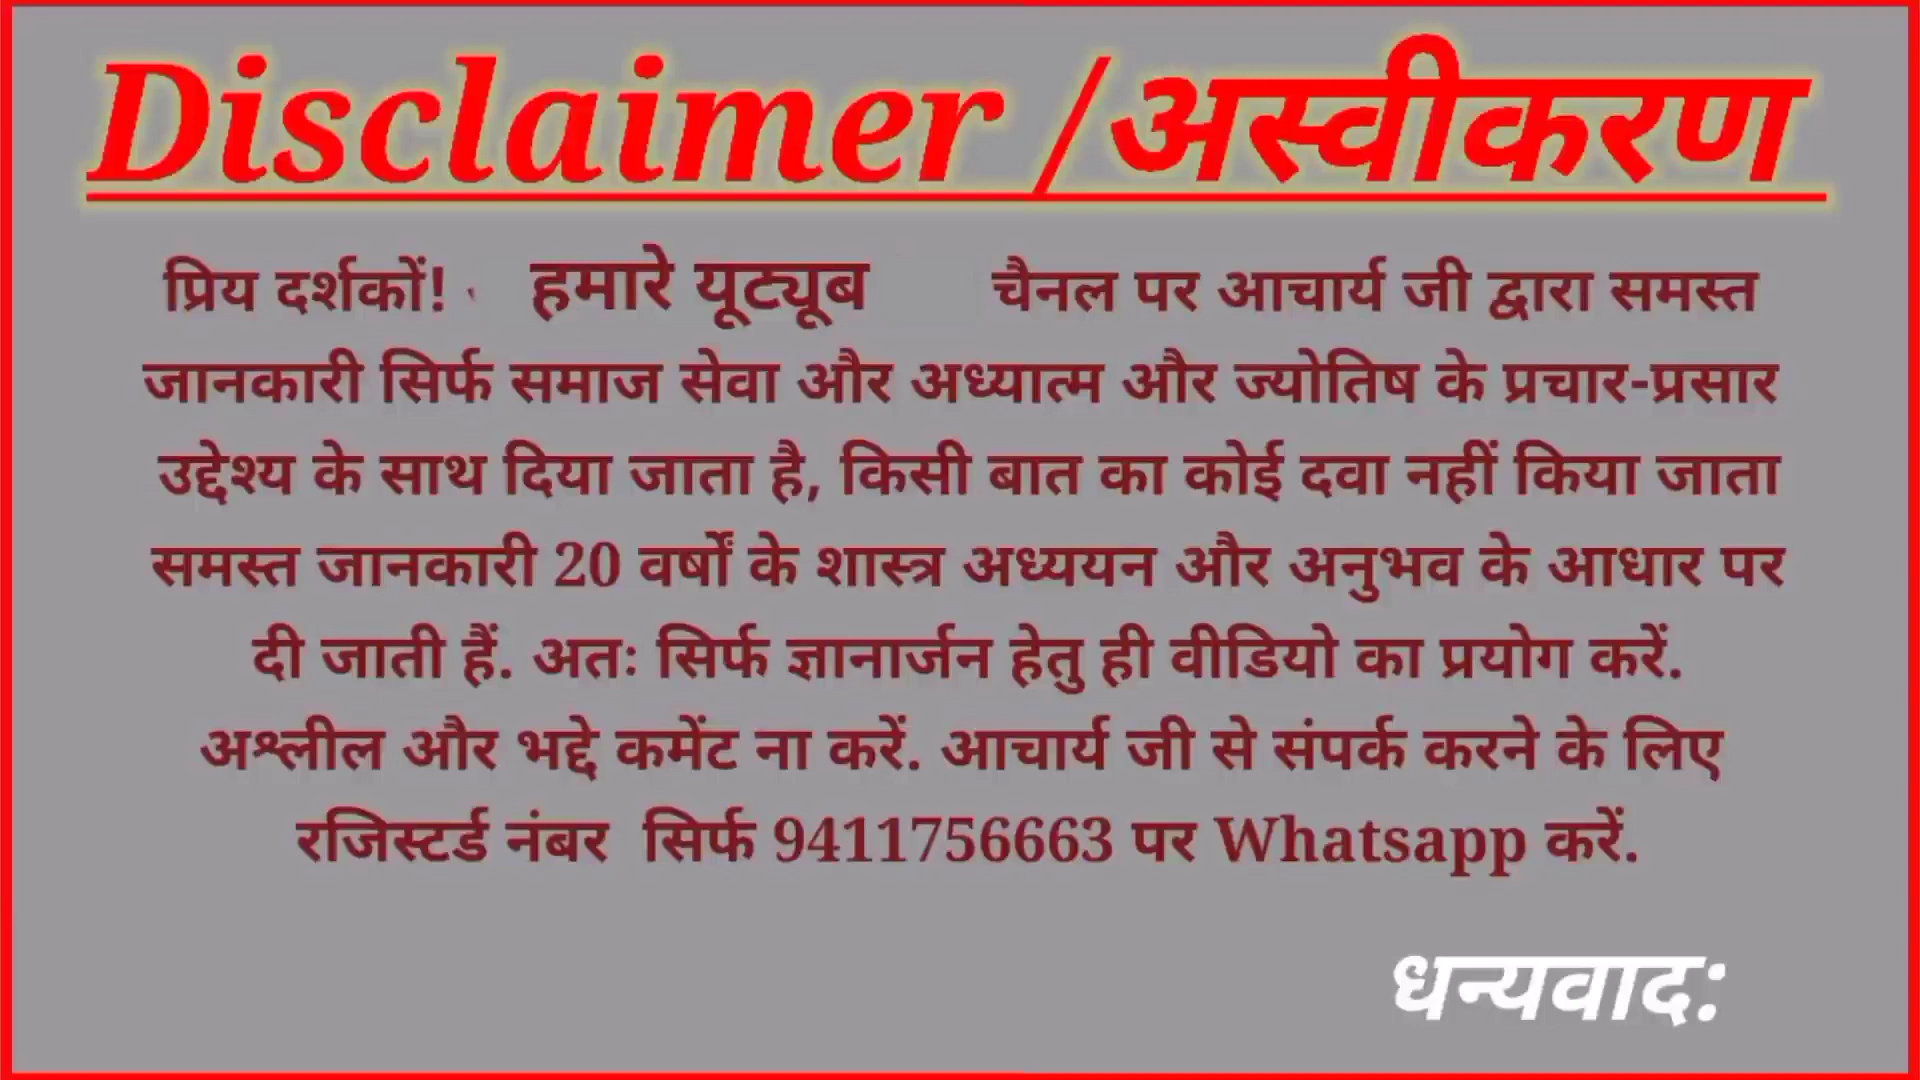 Disclaimer /अस्वीकरण
प्रिय दर्शकों! हमारे यूट्यूब चैनल पर आचार्य जी द्वारा समस्त
जानकारी सिर्फ समाज सेवा और अध्यात्म और ज्योतिष के प्रचार-प्रसार
उद्देश्य के साथ दिया जाता है, किसी बात का कोई दवा नहीं किया जाता
समस्त जानकारी 20 वर्षों के शास्त्र अध्ययन और अनुभव के आधार पर
दी जाती हैं. अतः सिर्फ ज्ञानार्जन हेतु ही वीडियो का प्रयोग करें.
अश्लील और भद्दे कमेंट ना करें. आचार्य जी से संपर्क करने के लिए
रजिस्टर्ड नंबर सिर्फ 9411756663 पर Whatsapp करें.
धन्यवाद: